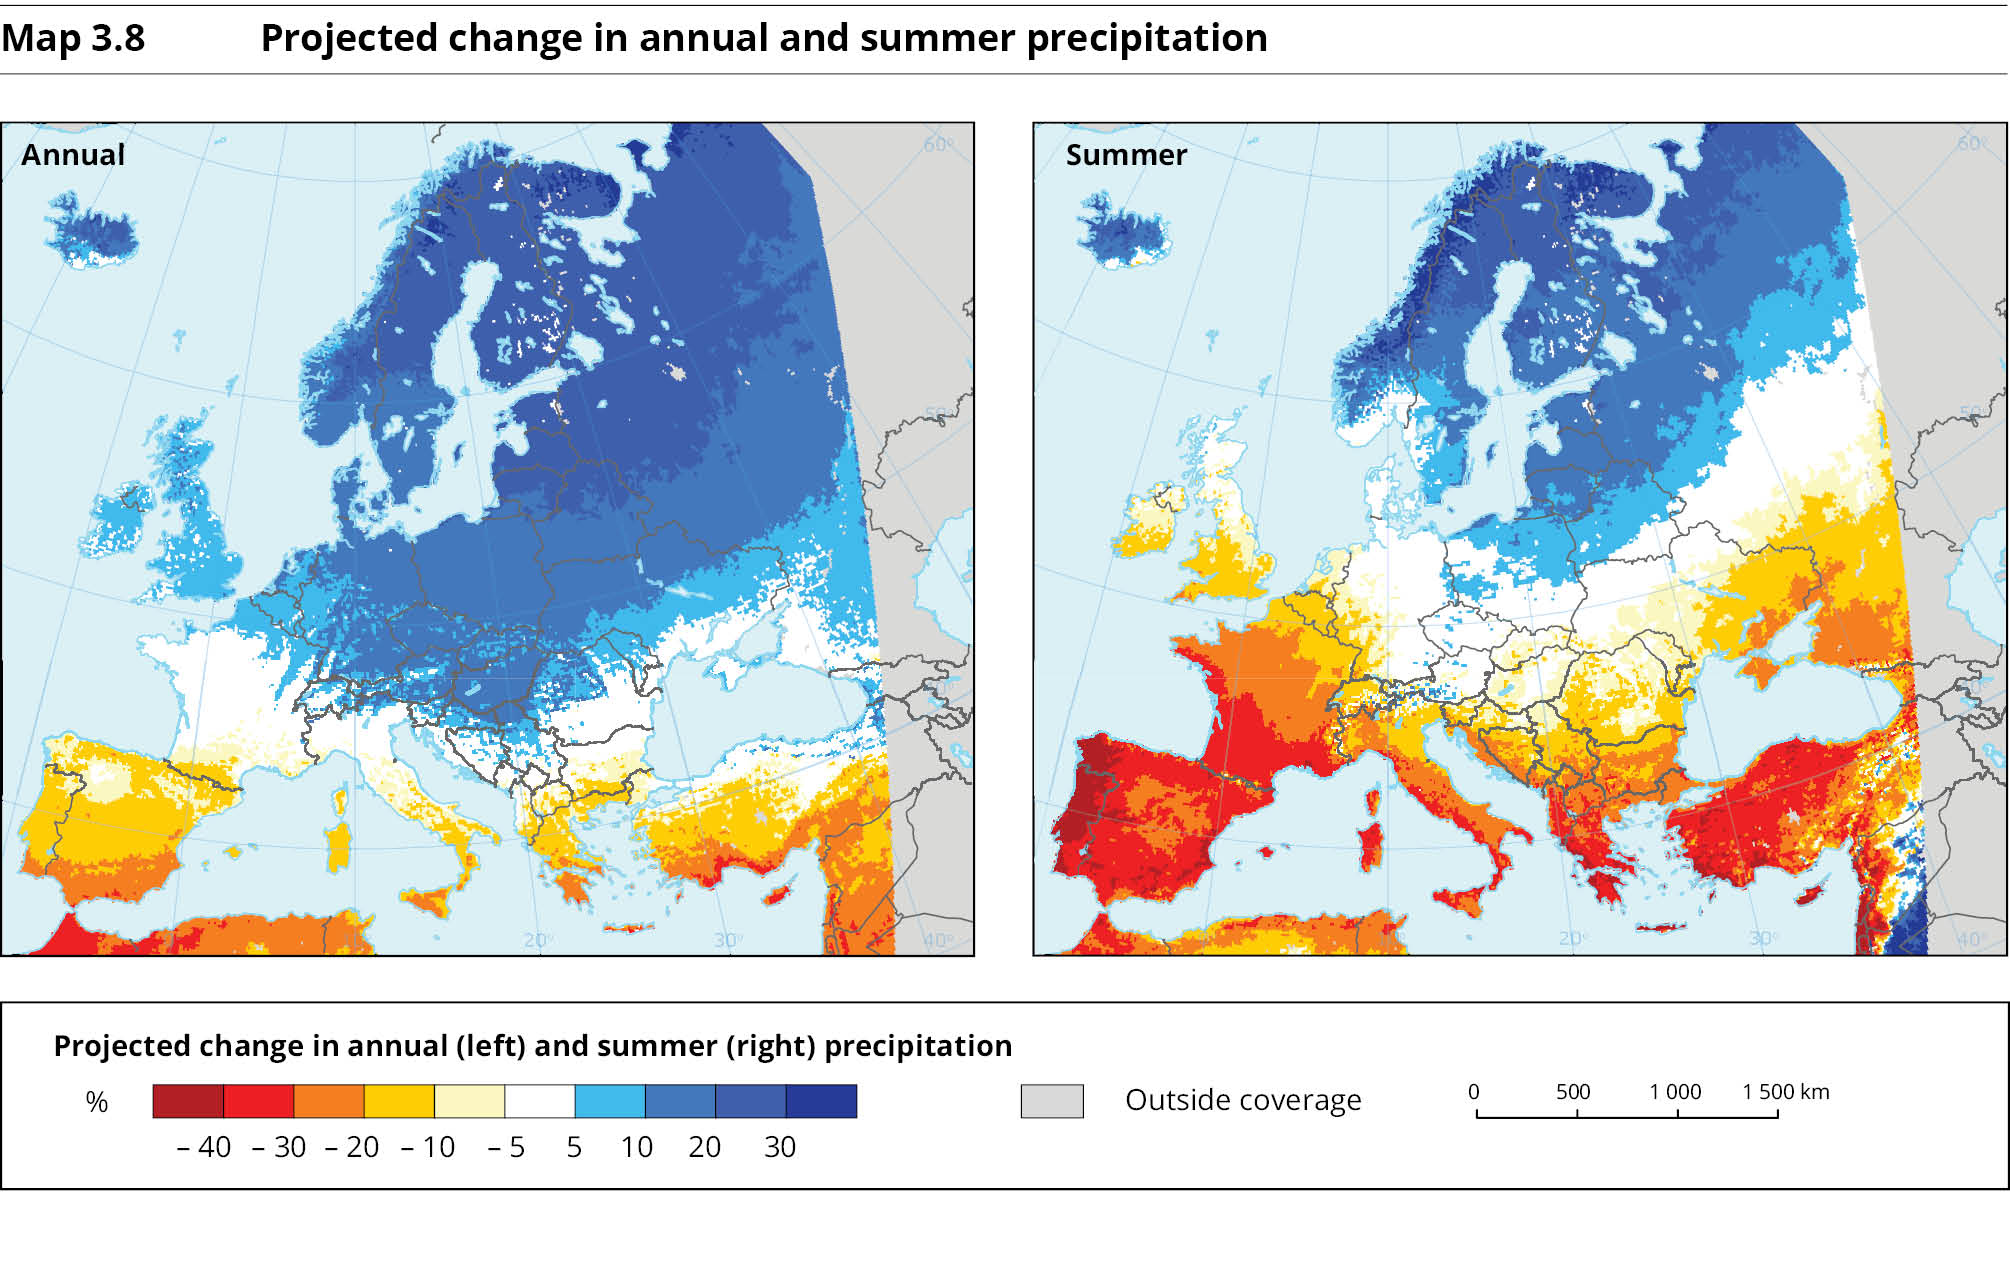 Map 3.8 Projected change in annual and summer precipitation
Annual
60°
50°
20°
30°
40°
Summer
60°
50°
20°
30°
40°
Projected change in annual (left) and summer (right) precipitation
%
– 40 – 30 – 20 – 10 – 5 5 10 20 30
Outside coverage
0 500 1 000 1 500 km